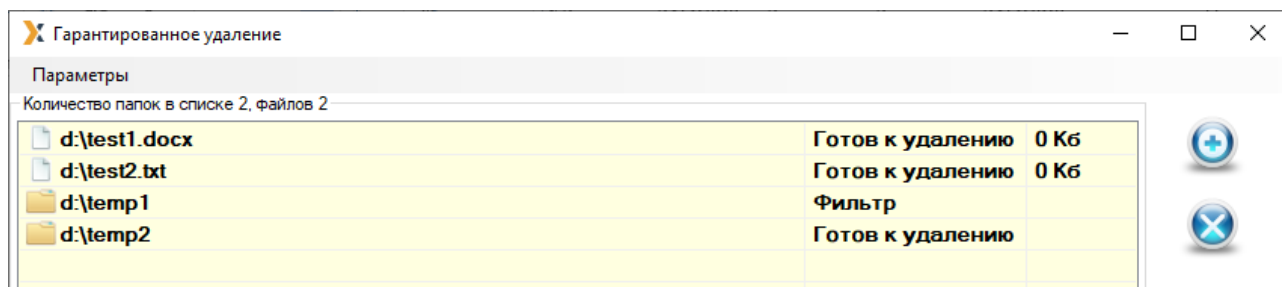 Гарантированное удаление
Параметры
Количество папок в списке 2, файлов 2
d:\test1.docx Готов к удалению 0 Кб
d:\test2.txt Готов к удалению 0 Кб
d:\temp1 Фильтр
d:\temp2 Готов к удалению